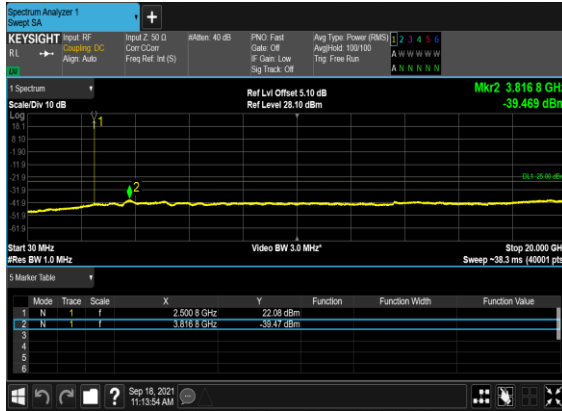 Spectrum Analyzer 1
Swept SA
+
KEYSIGHT Input: RF Input Z: 50 Ω #Atten: 40 dB PNO: Fast Avg Type: Power (RMS) 1 2 3 4 5 6
RL Coupling: DC Corr CCorr Gate: Off Avg|Hold: 100/100 A W W W W W
Align: Auto Freq Ref: Int (S) IF Gain: Low Trig: Free Run
Sig Track: Off A N N N N N
LXI
1 Spectrum
Ref Lvl Offset 5.10 dB Mkr2 3.816 8 GHz
Scale/Div 10 dB Ref Level 28.10 dBm -39.469 dBm
Log
18.1
8.10
-1.90
-11.9
-21.9
-31.9
-41.9
-51.9
-61.9
1
2
DL1 -25.00 dBm
Start 30 MHz Video BW 3.0 MHz* Stop 20.000 GHz
#Res BW 1.0 MHz Sweep ~38.3 ms (40001 pts)
5 Marker Table
Mode Trace Scale X Y Function Function Width Function Value
1 N 1 f 2.500 8 GHz 22.08 dBm
2 N 1 f 3.816 8 GHz -39.47 dBm
3
4
5
6
? Sep 18, 2021
11:13:54 AM